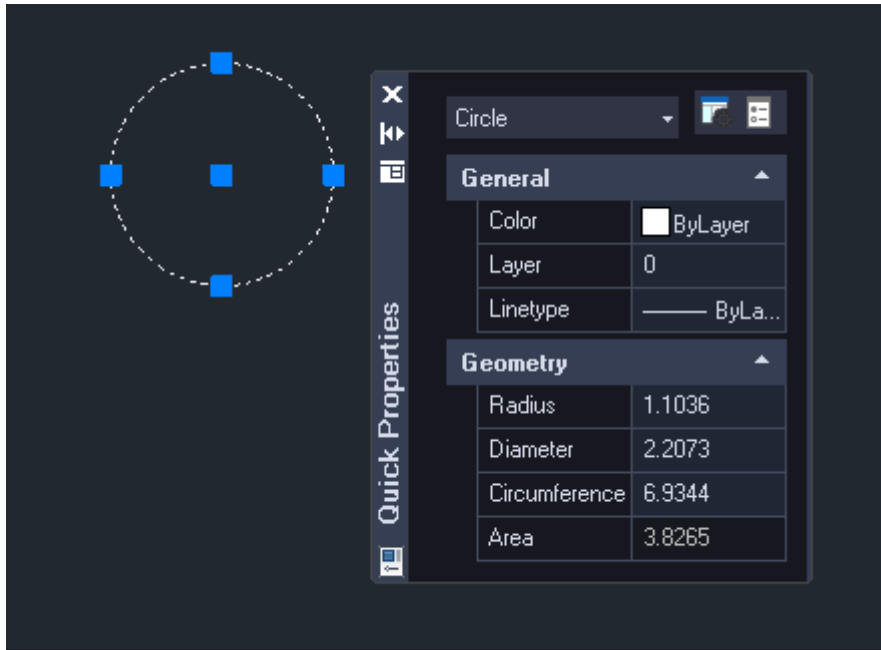 Circle
General
Color ByLayer
Layer 0
Linetype ByLa...
Quick Properties
Geometry
Radius 1.1036
Diameter 2.2073
Circumference 6.9344
Area 3.8265